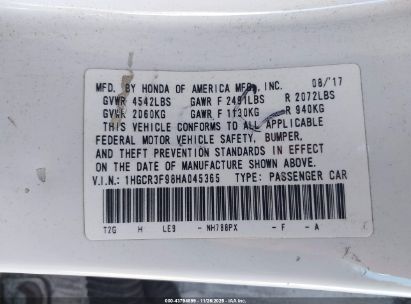 MFD. BY HONDA OF AMERICA MFG., INC. 08/'17
GVWR 4542LBS GAWR F 2491LBS R 2072LBS
GVWR 2060KG GAWR F 1130KG R 940KG
THIS VEHICLE CONFORMS TO ALL APPLICABLE
FEDERAL MOTOR VEHICLE SAFETY, BUMPER,
AND THEFT PREVENTION STANDARDS IN EFFECT
ON THE DATE OF MANUFACTURE SHOWN ABOVE.
V.I.N.: 1HGCR3F96HA045365 TYPE: PASSENGER CAR
T2G H LE9 - NH788PX - F - A